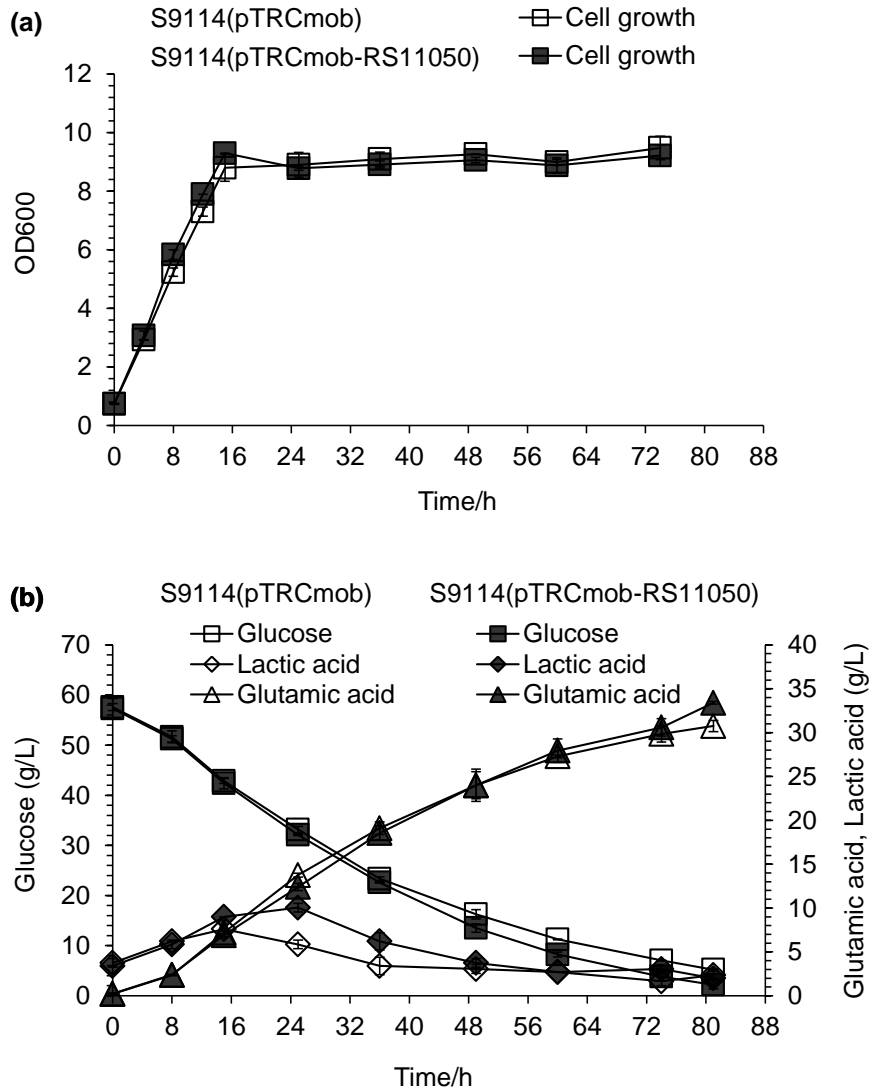 (a)
S9114(pTRCmob) Cell growth
S9114(pTRCmob-RS11050) Cell growth
12
10
8
6
4
2
0
OD600
0 8 16 24 32 40 48 56 64 72 80 88
Time/h
(b)
S9114(pTRCmob) S9114(pTRCmob-RS11050)
Glucose Glucose
Lactic acid Lactic acid
Glutamic acid Glutamic acid
70 40
60 35
50 30
40 25
30 20
20 15
10 10
0 5
0
Glucose (g/L)
Glutamic acid, Lactic acid (g/L)
0 8 16 24 32 40 48 56 64 72 80 88
Time/h